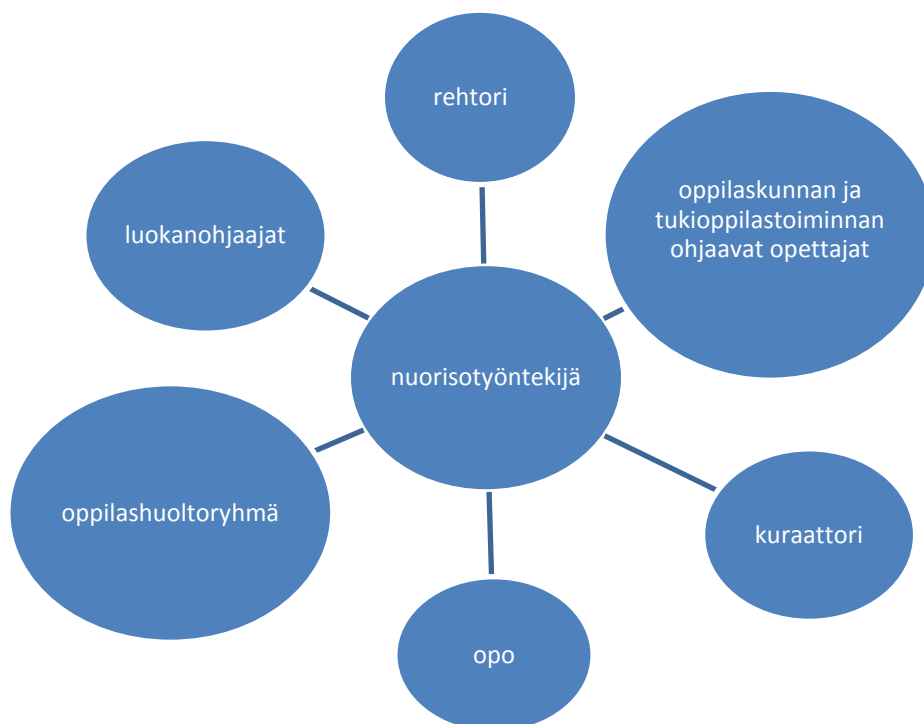 rehtori
oppilaskunnan ja
tukioppilastoiminnan
ohjaavat opettajat
luokanohjaajat
nuorisotyöntekijä
oppilashuoltoryhmä
kuraattori
opo